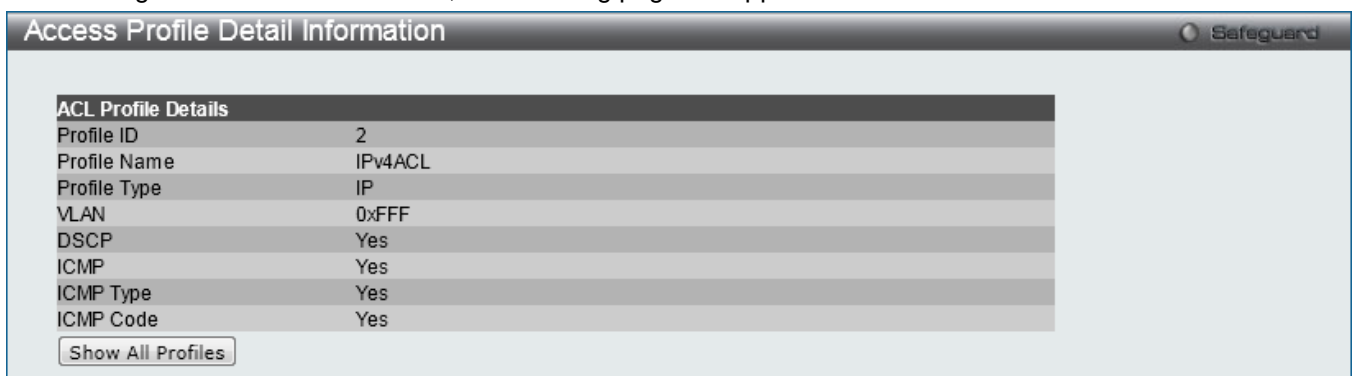 Access Profile Detail Information
Safeguard
ACL Profile Details
Profile ID 2
Profile Name IPv4ACL
Profile Type IP
VLAN 0xFFF
DSCP Yes
ICMP Yes
ICMP Type Yes
ICMP Code Yes
Show All Profiles